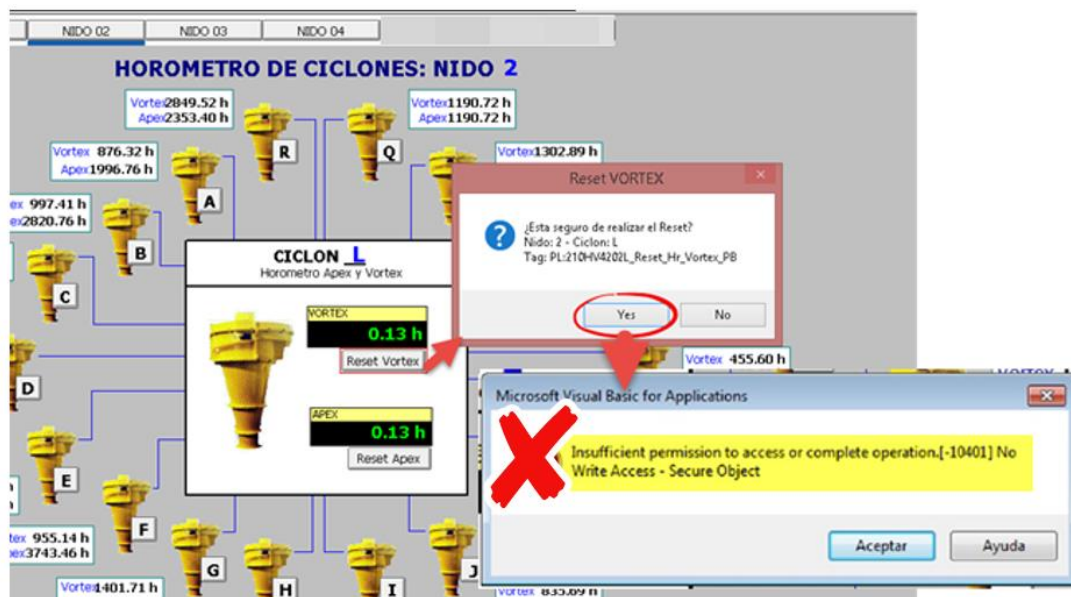 NIDO 02
NIDO 03
NIDO 04
HOROMETRO DE CICLONES: NIDO 2
Vortex2849.52 h
Apex2353.40 h
Vortex1190.72 h
Apex1190.72 h
Vortex 876.32 h
Apex1996.76 h
Vortex1302.89 h
R
Q
A
ex 997.41 h
ex2820.76 h
B
C
D
E
F
G
H
I
J
CICLON L
Horometro Apex y Vortex
VORTEX
0.13 h
Reset Vortex
APEX
0.13 h
Reset Apex
Reset VORTEX
¿Esta seguro de realizar el Reset?
Nido: 2 - Ciclon: L
Tag: PL:210HV4202L_Reset_Hr_Vortex_PB
Yes
No
Vortex 455.60 h
Microsoft Visual Basic for Applications
Insufficient permission to access or complete operation.[-10401] No
Write Access - Secure Object
Aceptar
Ayuda
tex 955.14 h
ex3743.46 h
Vortex1401.71 h
Vortex 835.69 h